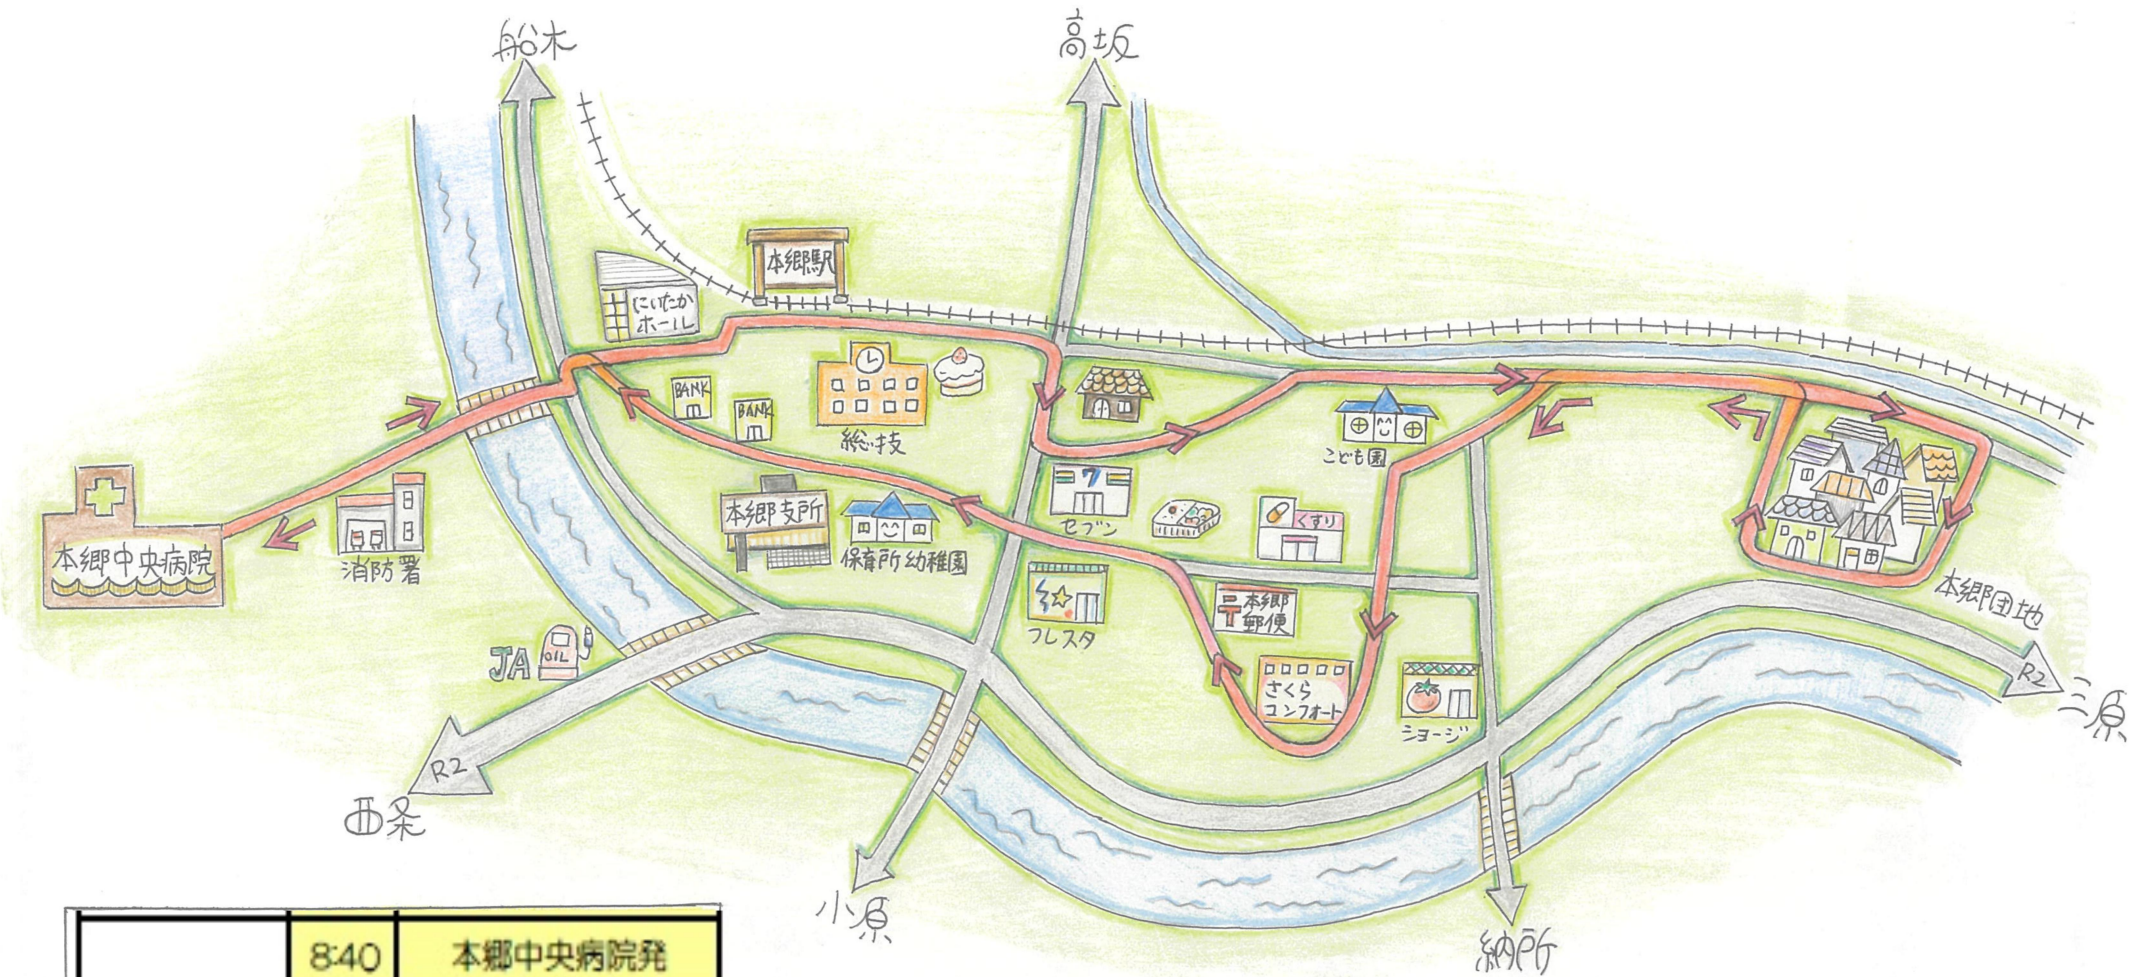 船木
高坂
本郷駅
にいたか
ホール
BANK
BANK
総技
こども園
7
セブン
くすり
本郷支所
保育所 幼稚園
本郷中央病院
消防署
フレスタ
本郷
郵便
さくら
コンフォート
ショージ
本郷団地
JA
OIL
R2
三原
R2
西条
小原
納所
8:40 本郷中央病院発